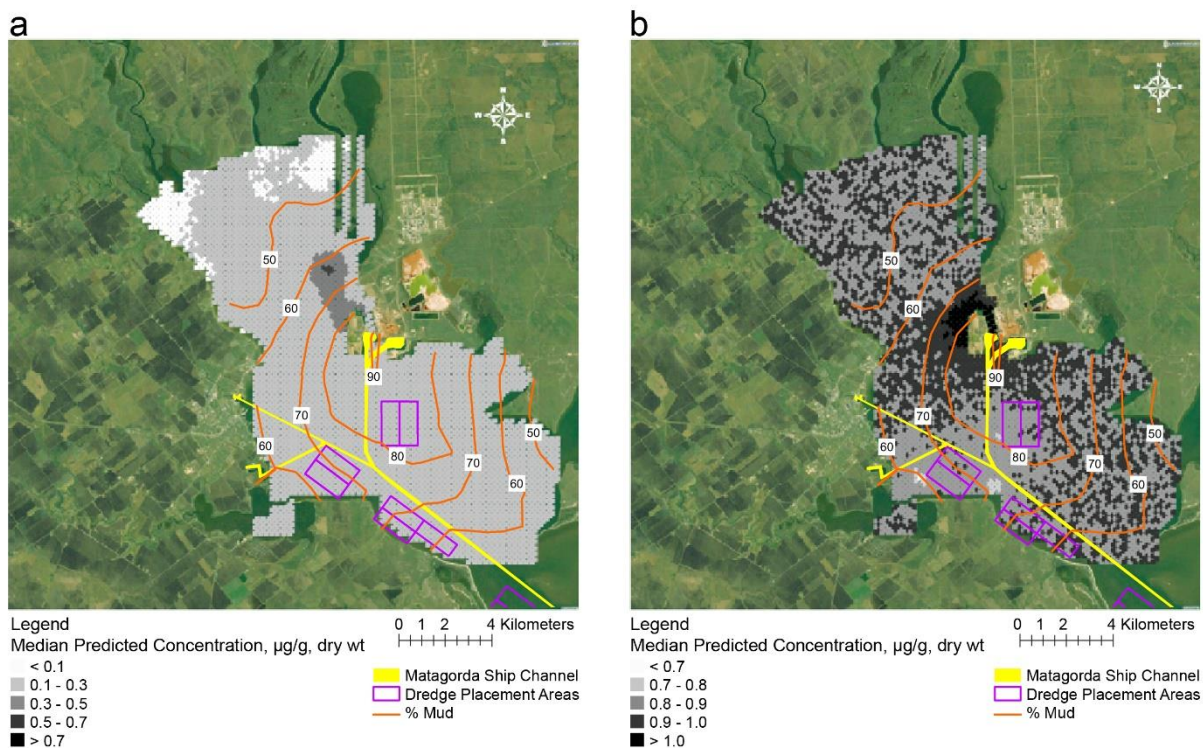 a
b
N
W E
S
50
60
70
90
80
60
70
60
50
N
W E
S
50
60
70
90
80
60
70
60
50
Legend
0 1 2 4 Kilometers
Median Predicted Concentration, µg/g, dry wt
< 0.1
0.1 - 0.3
0.3 - 0.5
0.5 - 0.7
> 0.7
Matagorda Ship Channel
Dredge Placement Areas
% Mud
Legend
0 1 2 4 Kilometers
Median Predicted Concentration, µg/g, dry wt
< 0.7
0.7 - 0.8
0.8 - 0.9
0.9 - 1.0
> 1.0
Matagorda Ship Channel
Dredge Placement Areas
% Mud